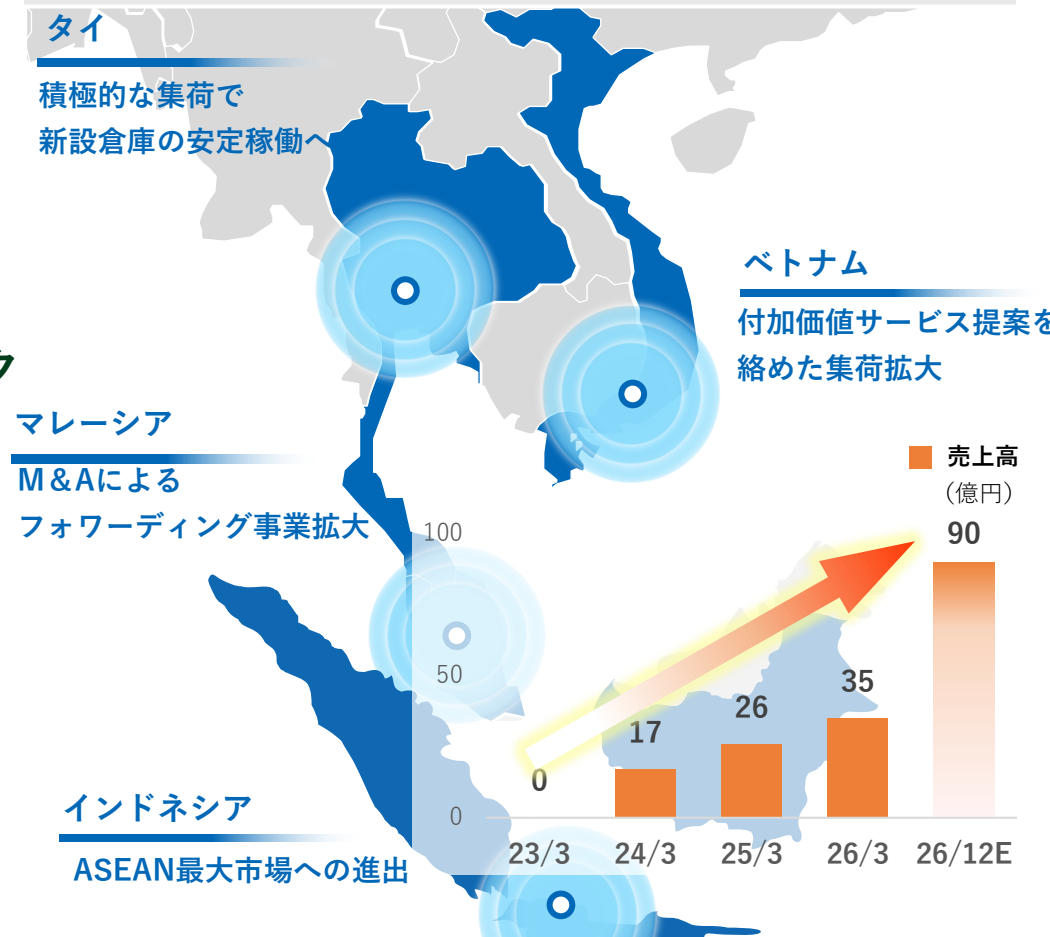 タイ
積極的な集荷で
新設倉庫の安定稼働へ
ベトナム
付加価値サービス提案を
絡めた集荷拡大
ク
マレーシア
M＆Aによる
フォワーディング事業拡大
インドネシア
ASEAN最大市場への進出
売上高
（億円）
100
50
0
0
17
26
35
90
23/3
24/3
25/3
26/3
26/12E